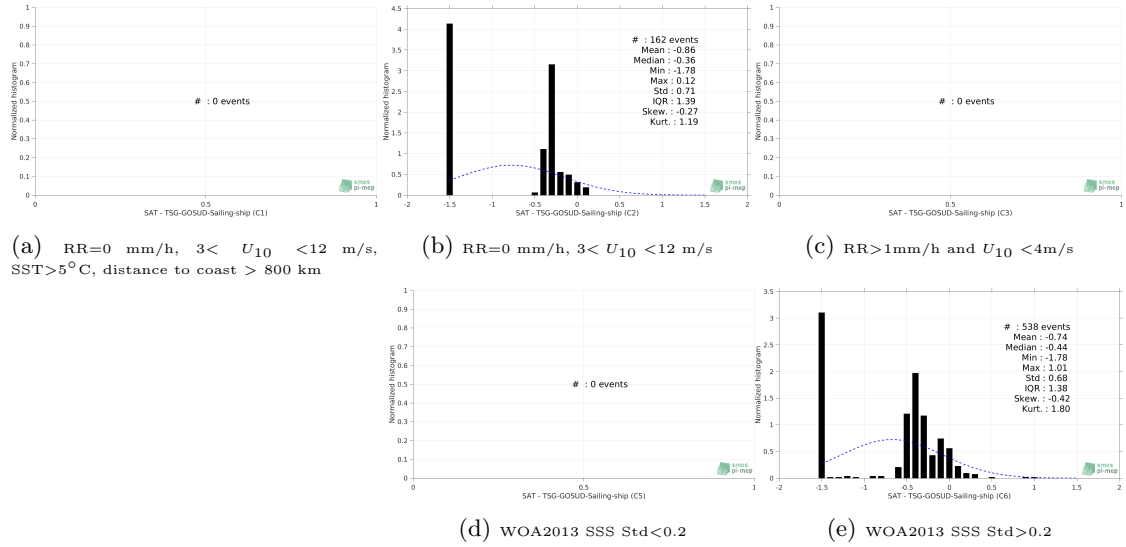 1
0.9
0.8
0.7
0.6
0.5
0.4
0.3
0.2
0.1
0
Normalized histogram
# : 0 events
0
0.5
1
SAT - TSG-GOSUD-Sailing-ship (C1)
smos
pi-mep
4.5
4
3.5
3
2.5
2
1.5
1
0.5
0
Normalized histogram
# : 162 events
Mean : -0.86
Median : -0.36
Min : -1.78
Max : 0.12
Std : 0.71
IQR : 1.39
Skew. : -0.27
Kurt. : 1.19
-2
-1.5
-1
-0.5
0
0.5
1
1.5
2
SAT - TSG-GOSUD-Sailing-ship (C2)
smos
pi-mep
1
0.9
0.8
0.7
0.6
0.5
0.4
0.3
0.2
0.1
0
Normalized histogram
# : 0 events
0
0.5
1
SAT - TSG-GOSUD-Sailing-ship (C3)
smos
pi-mep
(a) RR=0 mm/h, 3< U10 <12 m/s,
SST>5°C, distance to coast > 800 km
(b) RR=0 mm/h, 3< U10 <12 m/s
(c) RR>1mm/h and U10 <4m/s
1
0.9
0.8
0.7
0.6
0.5
0.4
0.3
0.2
0.1
0
Normalized histogram
# : 0 events
0
0.5
1
SAT - TSG-GOSUD-Sailing-ship (C5)
smos
pi-mep
3.5
3
2.5
2
1.5
1
0.5
0
Normalized histogram
# : 538 events
Mean : -0.74
Median : -0.44
Min : -1.78
Max : 1.01
Std : 0.68
IQR : 1.38
Skew. : -0.42
Kurt. : 1.80
-2
-1.5
-1
-0.5
0
0.5
1
1.5
2
SAT - TSG-GOSUD-Sailing-ship (C6)
smos
pi-mep
(d) WOA2013 SSS Std<0.2
(e) WOA2013 SSS Std>0.2